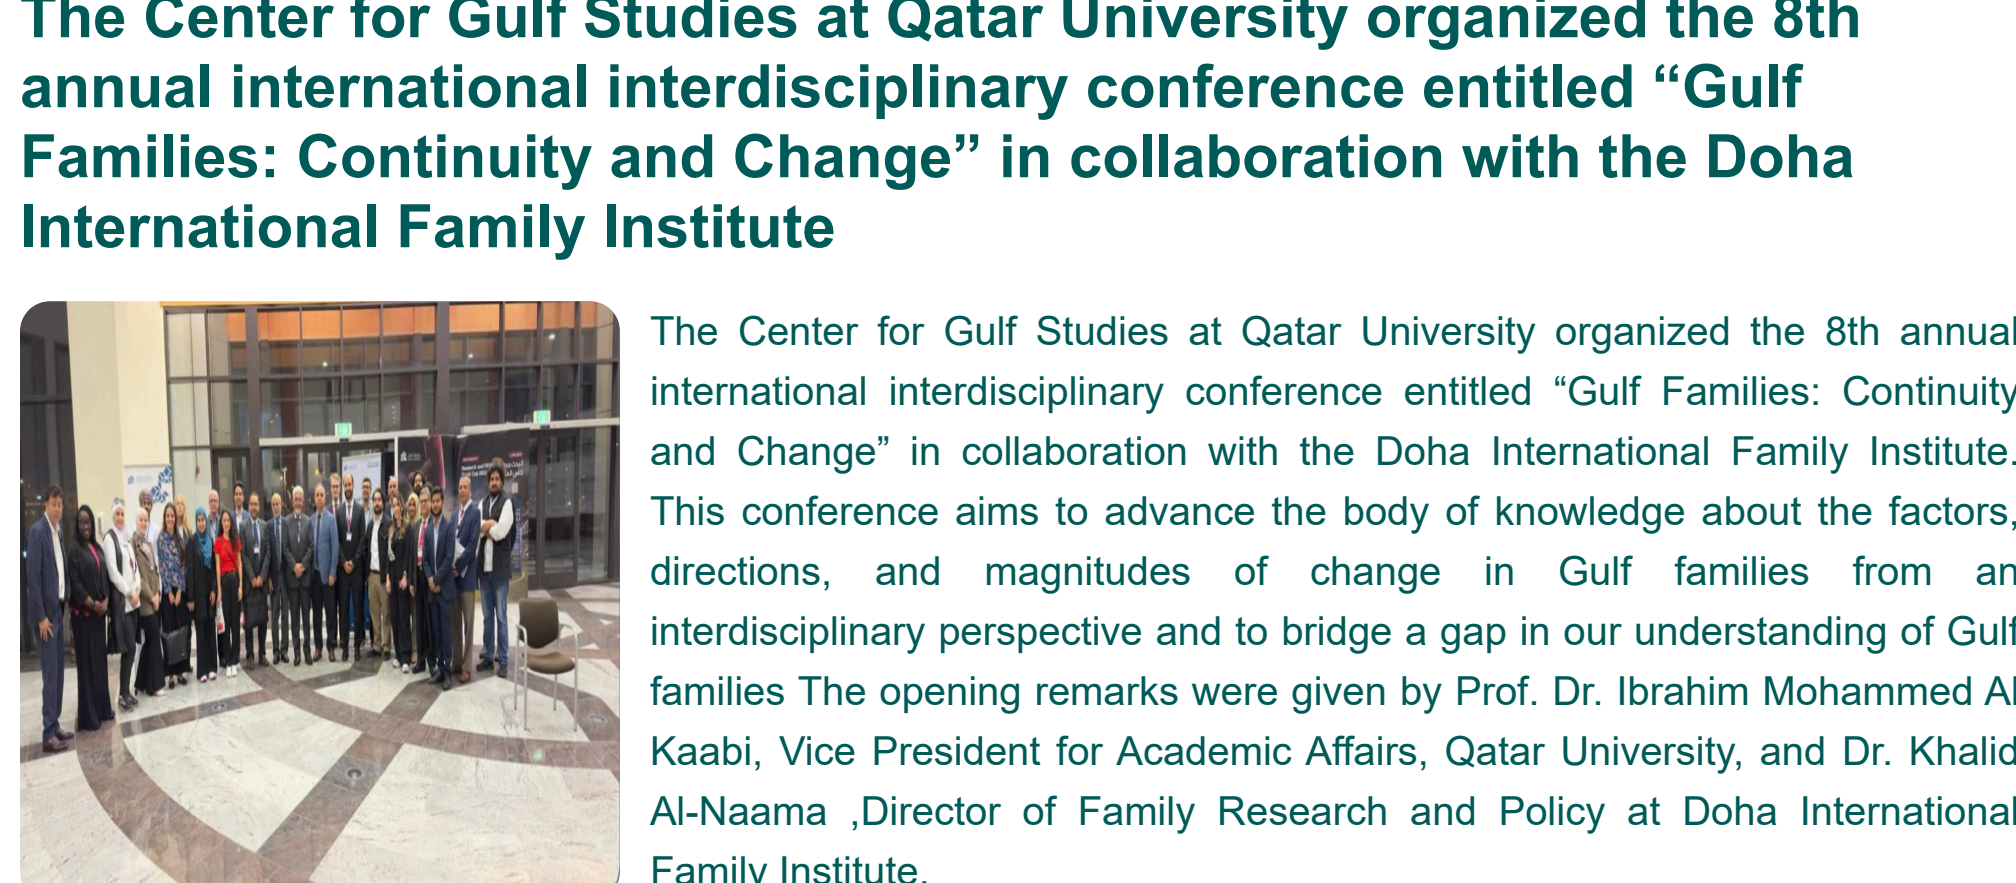 The Center for Gulf Studies at Qatar University organized the 8th
annual international interdisciplinary conference entitled “Gulf
Families: Continuity and Change” in collaboration with the Doha
International Family Institute
The Center for Gulf Studies at Qatar University organized the 8th annual
international interdisciplinary conference entitled “Gulf Families: Continuity
and Change” in collaboration with the Doha International Family Institute.
This conference aims to advance the body of knowledge about the factors,
directions, and magnitudes of change in Gulf families from an
interdisciplinary perspective and to bridge a gap in our understanding of Gulf
families The opening remarks were given by Prof. Dr. Ibrahim Mohammed Al
Kaabi, Vice President for Academic Affairs, Qatar University, and Dr. Khalid
Al-Naama ,Director of Family Research and Policy at Doha International
Family Institute.